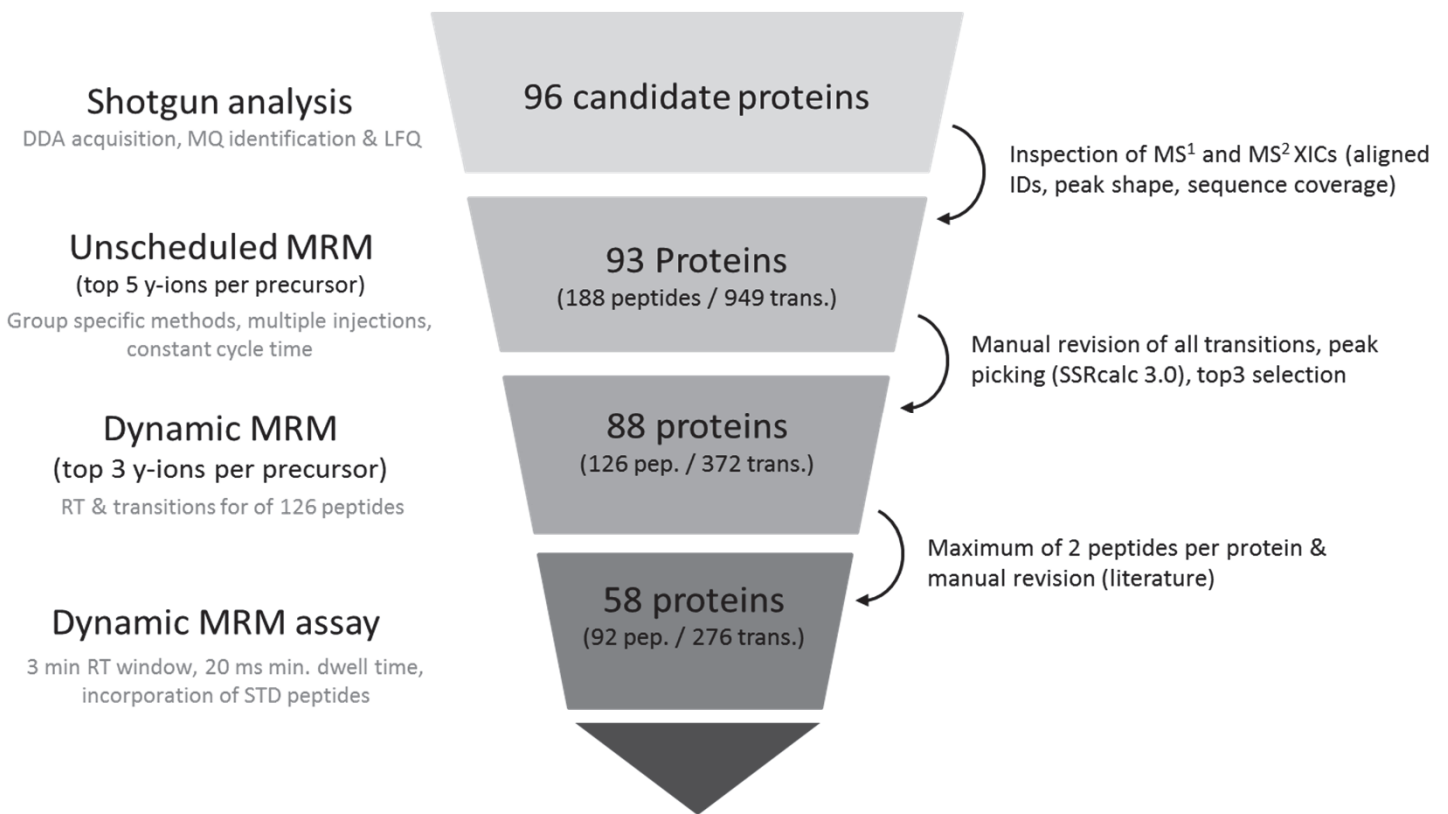 Shotgun analysis
DDA acquisition, MQ identification & LFQ
96 candidate proteins
Inspection of MS¹ and MS² XICs (aligned
IDs, peak shape, sequence coverage)
Unscheduled MRM
(top 5 y-ions per precursor)
Group specific methods, multiple injections,
constant cycle time
93 Proteins
(188 peptides / 949 trans.)
Manual revision of all transitions, peak
picking (SSRcalc 3.0), top3 selection
Dynamic MRM
(top 3 y-ions per precursor)
RT & transitions for of 126 peptides
88 proteins
(126 pep. / 372 trans.)
Maximum of 2 peptides per protein &
manual revision (literature)
Dynamic MRM assay
3 min RT window, 20 ms min. dwell time,
incorporation of STD peptides
58 proteins
(92 pep. / 276 trans.)